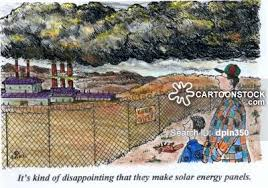 CARTOONSTOCK
.com
Search ID: dpin350
It's kind of disappointing that they make solar energy panels.